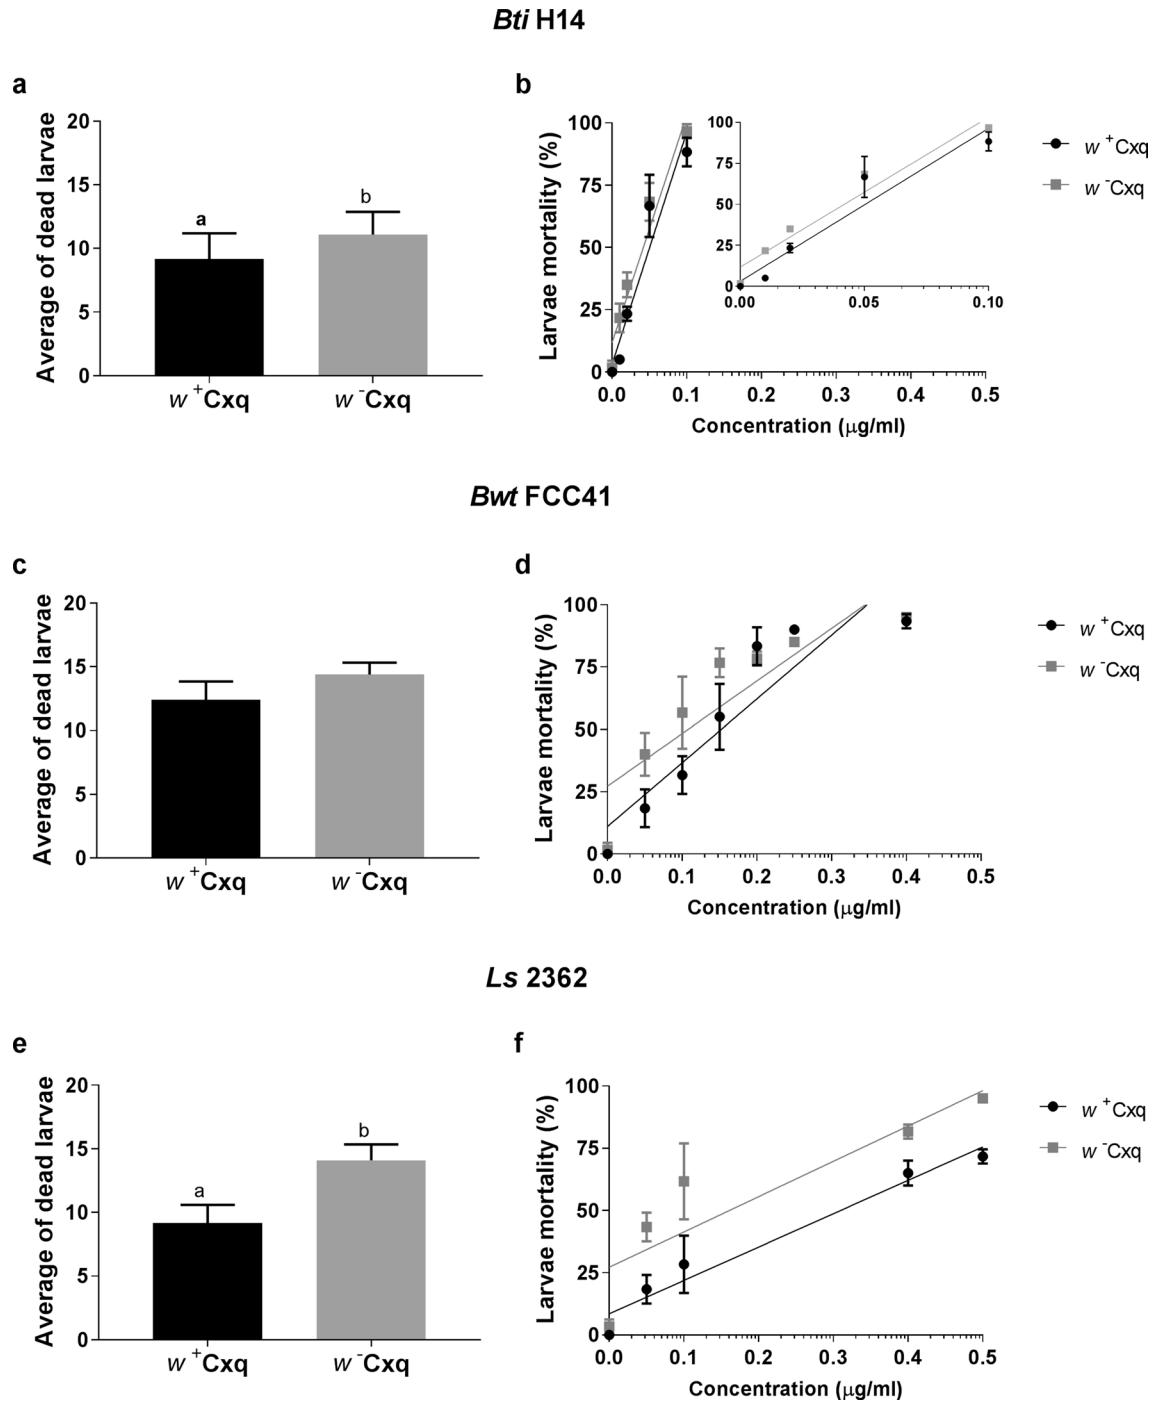 Bti H14
a
b
Average of dead larvae
20
15
10
5
0
a
b
w +Cxq
w -Cxq
Larvae mortality (%)
100
75
50
25
0
0.0
0.1
0.2
0.3
0.4
0.5
Concentration (µg/ml)
100
75
50
25
0
0.00
0.05
0.10
w +Cxq
w -Cxq
Bwt FCC41
c
d
Average of dead larvae
20
15
10
5
0
w +Cxq
w -Cxq
Larvae mortality (%)
100
75
50
25
0
0.0
0.1
0.2
0.3
0.4
0.5
Concentration (µg/ml)
w +Cxq
w -Cxq
Ls 2362
e
f
Average of dead larvae
20
15
10
5
0
a
b
w +Cxq
w -Cxq
Larvae mortality (%)
100
75
50
25
0
0.0
0.1
0.2
0.3
0.4
0.5
Concentration (µg/ml)
w +Cxq
w -Cxq